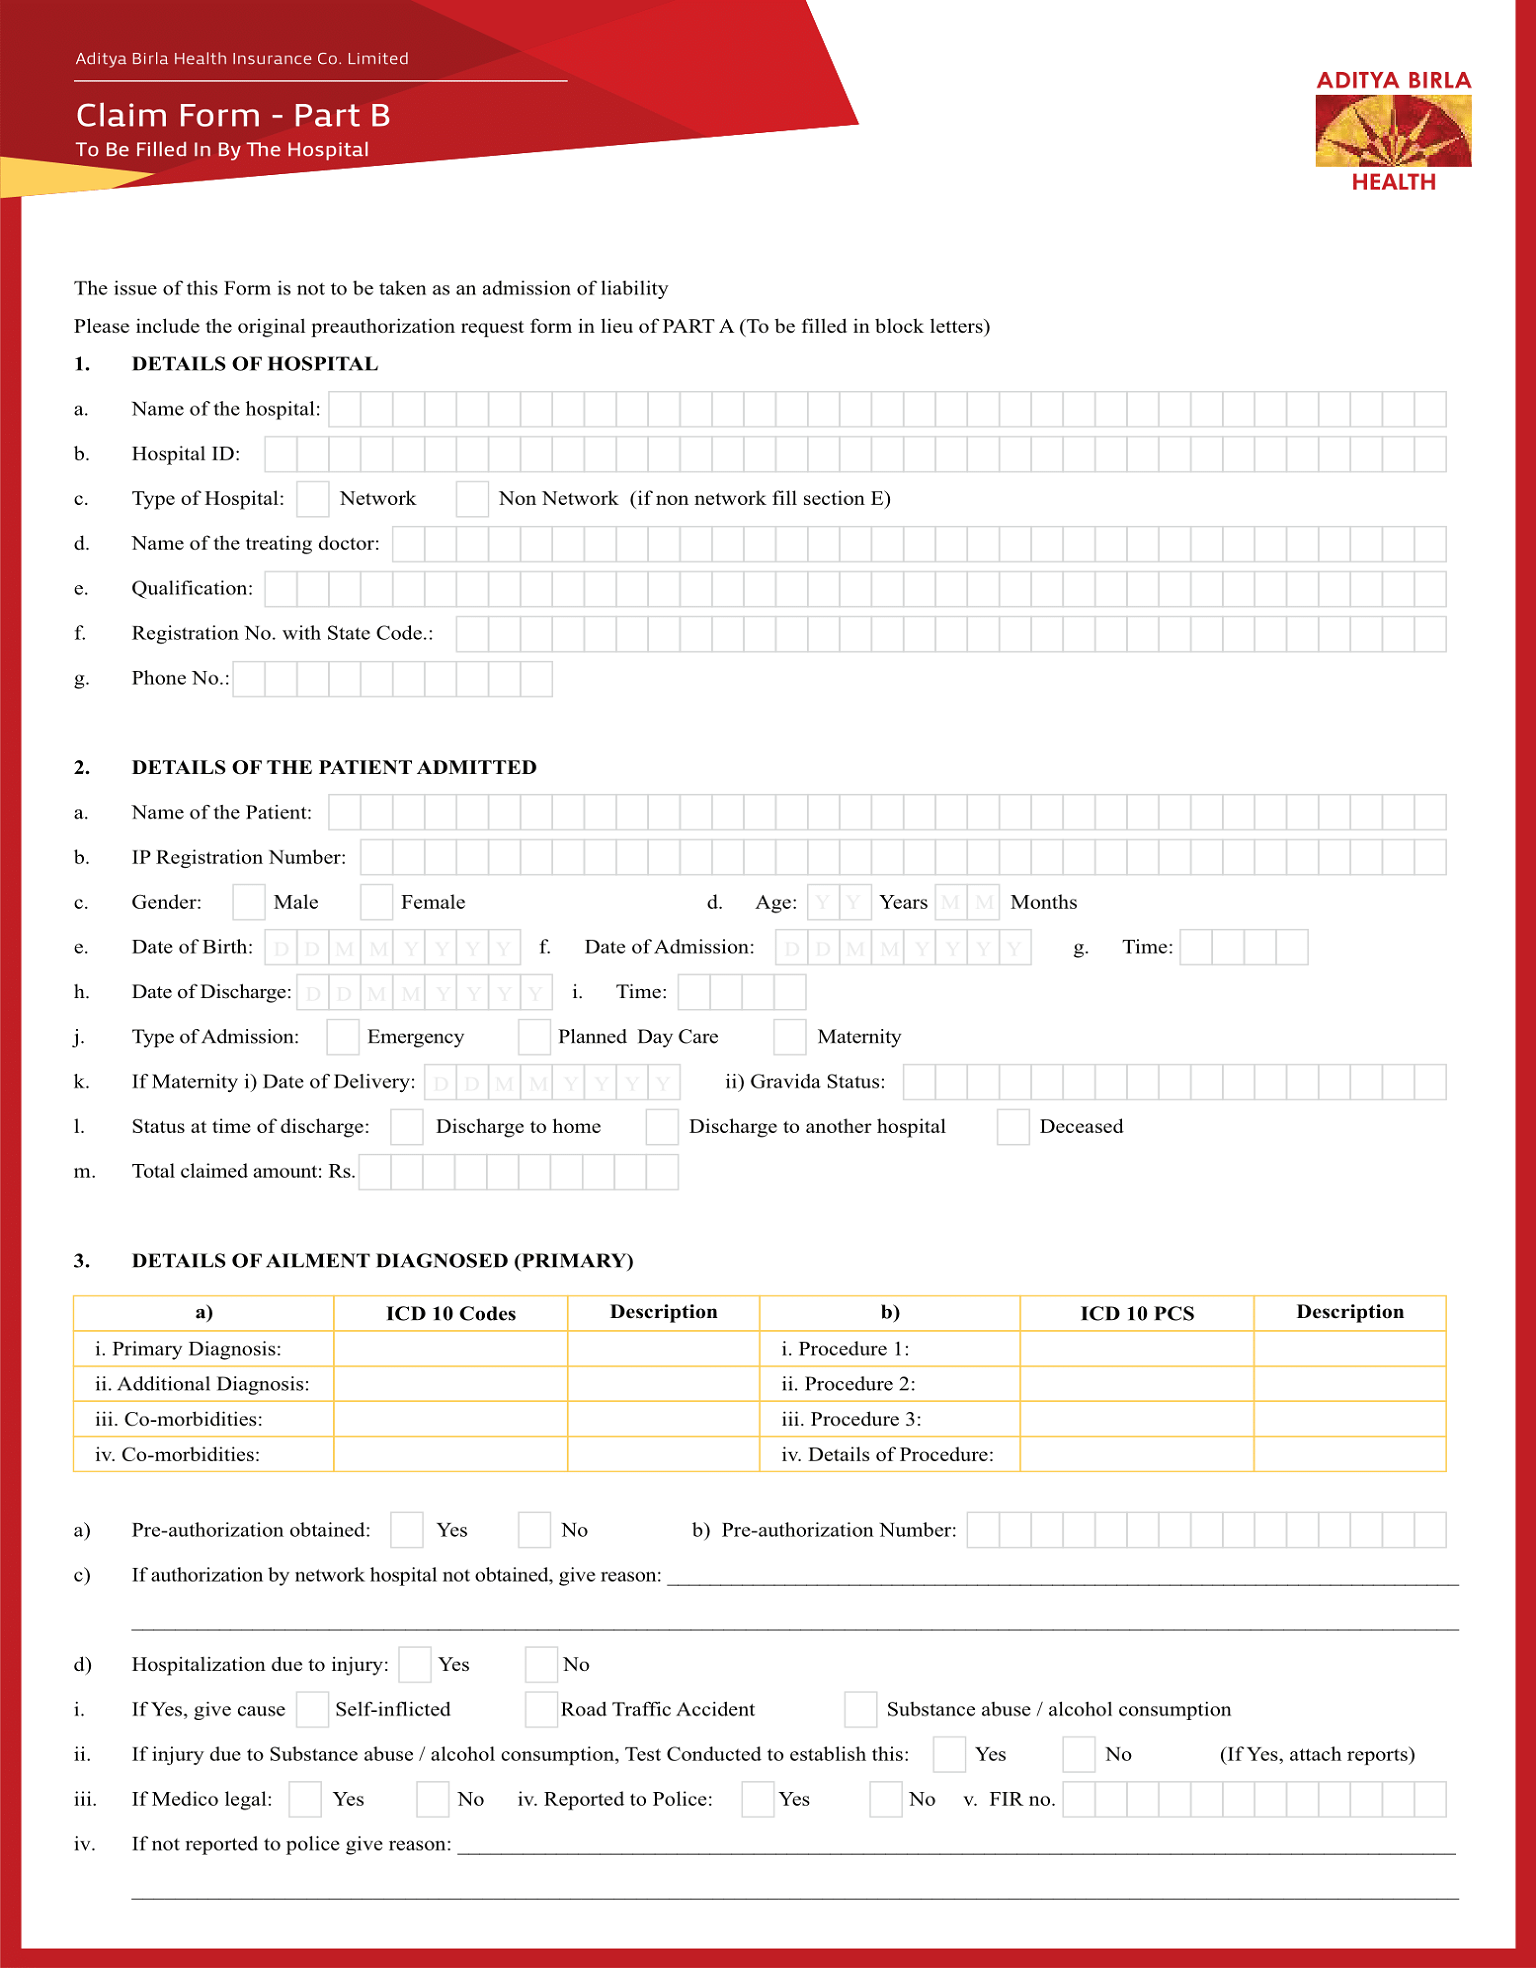 Aditya Birla Health Insurance Co. Limited
Claim Form - Part B
To Be Filled In By The Hospital
ADITYA BIRLA
HEALTH
The issue of this Form is not to be taken as an admission of liability
Please include the original preauthorization request form in lieu of PART A (To be filled in block letters)
1. DETAILS OF HOSPITAL
a. Name of the hospital:
b. Hospital ID:
c. Type of Hospital: Network Non Network (if non network fill section E)
d. Name of the treating doctor:
e. Qualification:
f. Registration No. with State Code.:
g. Phone No.:
2. DETAILS OF THE PATIENT ADMITTED
a. Name of the Patient:
b. IP Registration Number:
c. Gender: Male Female d. Age: Y Y Years M M Months
e. Date of Birth: D D M M Y Y Y Y f. Date of Admission: D D M M Y Y Y Y g. Time:
h. Date of Discharge: D D M M Y Y Y Y i. Time:
j. Type of Admission: Emergency Planned Day Care Maternity
k. If Maternity i) Date of Delivery: D D M M Y Y Y Y ii) Gravida Status:
l. Status at time of discharge: Discharge to home Discharge to another hospital Deceased
m. Total claimed amount: Rs.
3. DETAILS OF AILMENT DIAGNOSED (PRIMARY)
a) ICD 10 Codes Description b) ICD 10 PCS Description
i. Primary Diagnosis: i. Procedure 1:
ii. Additional Diagnosis: ii. Procedure 2:
iii. Co-morbidities: iii. Procedure 3:
iv. Co-morbidities: iv. Details of Procedure:
a) Pre-authorization obtained: Yes No b) Pre-authorization Number:
c) If authorization by network hospital not obtained, give reason:
d) Hospitalization due to injury: Yes No
i. If Yes, give cause Self-inflicted Road Traffic Accident Substance abuse / alcohol consumption
ii. If injury due to Substance abuse / alcohol consumption, Test Conducted to establish this: Yes No (If Yes, attach reports)
iii. If Medico legal: Yes No iv. Reported to Police: Yes No v. FIR no.
iv. If not reported to police give reason: